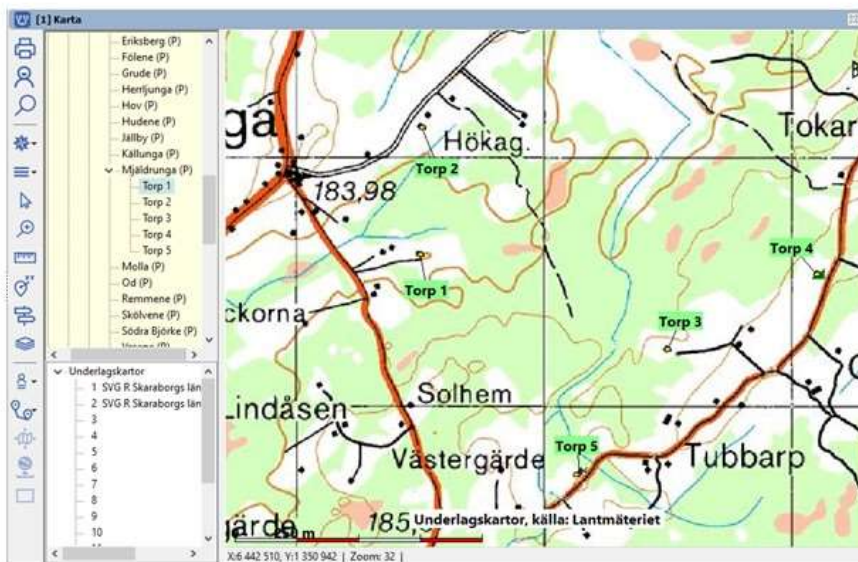 [1] Karta
Eriksberg (P)
Fölene (P)
Grude (P)
Herrljunga (P)
Hov (P)
Hudene (P)
Jällby (P)
Källunga (P)
Mjäldrunga (P)
Torp 1
Torp 2
Torp 3
Torp 4
Torp 5
Molla (P)
Od (P)
Remmene (P)
Skölvene (P)
Södra Björke (P)
Underlagskartor
1 SVG R Skaraborgs län
2 SVG R Skaraborgs län
3
4
5
6
7
8
9
10
ga
Hökag.
Tokar
Torp 2
183,98
Torp 4
Torp 1
ckorna
Torp 3
Solhem
Lindåsen
Västergärde
Torp 5
Tubbarp
gärde
185,
Underlagskartor, källa: Lantmäteriet
250 m
X:6 442 510, Y:1 350 942 | Zoom: 32 |